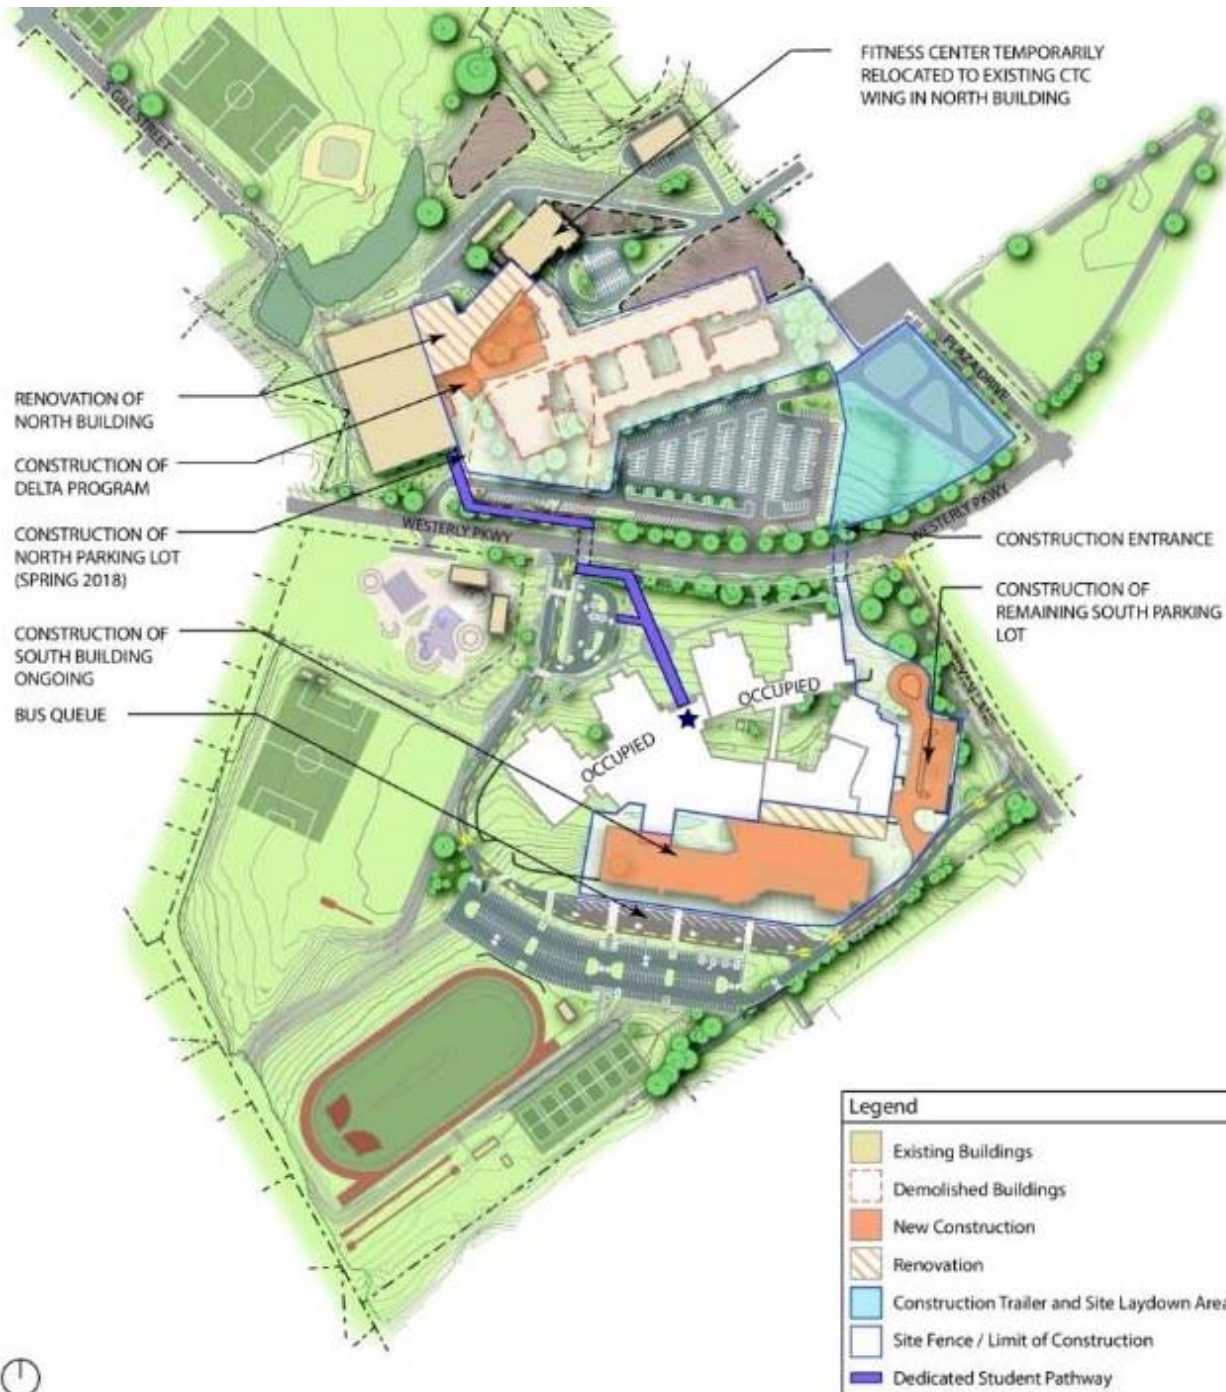 FITNESS CENTER TEMPORARILY
RELOCATED TO EXISTING CTC
WING IN NORTH BUILDING
S GILL STREET
PLAZA DRIVE
RENOVATION OF
NORTH BUILDING
CONSTRUCTION OF
DELTA PROGRAM
CONSTRUCTION OF
NORTH PARKING LOT
(SPRING 2018)
WESTERLY PKWY
WESTERLY PKWY
CONSTRUCTION ENTRANCE
CONSTRUCTION OF
REMAINING SOUTH PARKING
LOT
CONSTRUCTION OF
SOUTH BUILDING
ONGOING
BUS QUEUE
OCCUPIED
OCCUPIED
Legend
Existing Buildings
Demolished Buildings
New Construction
Renovation
Construction Trailer and Site Laydown Area
Site Fence / Limit of Construction
Dedicated Student Pathway